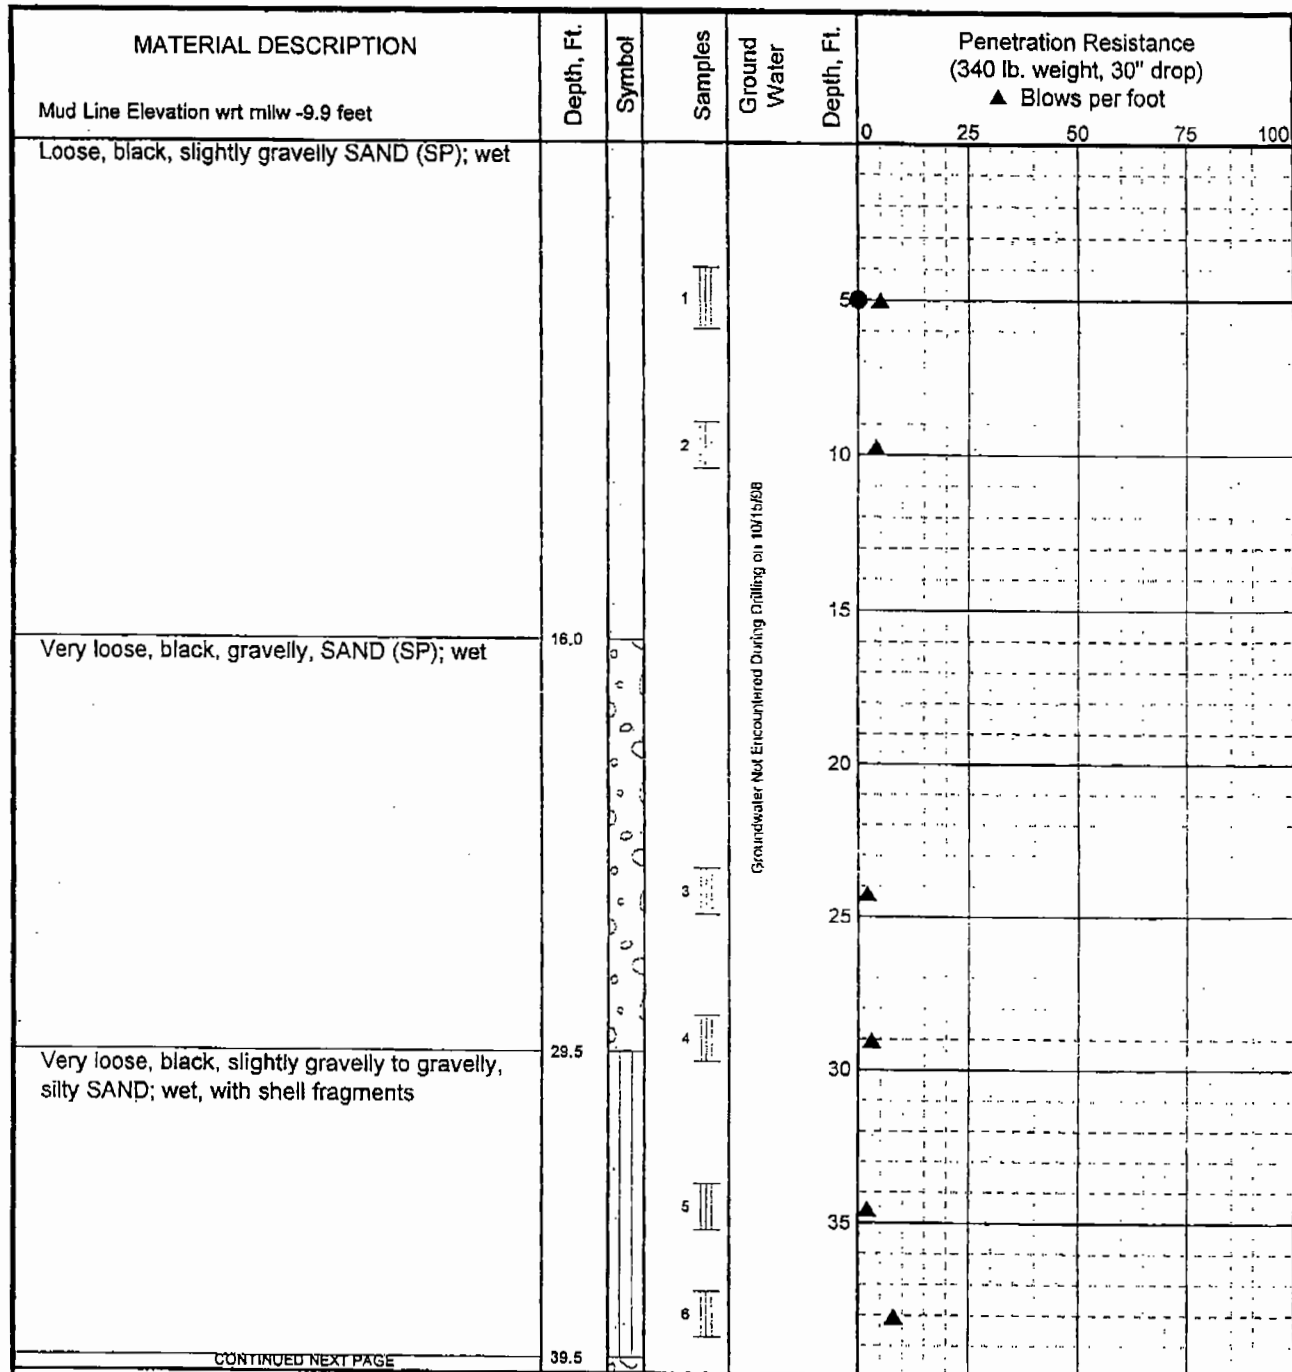 MATERIAL DESCRIPTION
Mud Line Elevation wrt mllw -9.9 feet
Depth, Ft.
Symbol
Samples
Ground
Water
Depth, Ft.
Penetration Resistance
(340 lb. weight, 30" drop)
▲ Blows per foot
0 25 50 75 100
Loose, black, slightly gravelly SAND (SP); wet
1
5
2
10
Groundwater Not Encountered During Drilling on 10/15/98
15
16.0
Very loose, black, gravelly, SAND (SP); wet
20
3
25
4
29.5
Very loose, black, slightly gravelly to gravelly,
silty SAND; wet, with shell fragments
30
5
35
6
CONTINUED NEXT PAGE
39.5